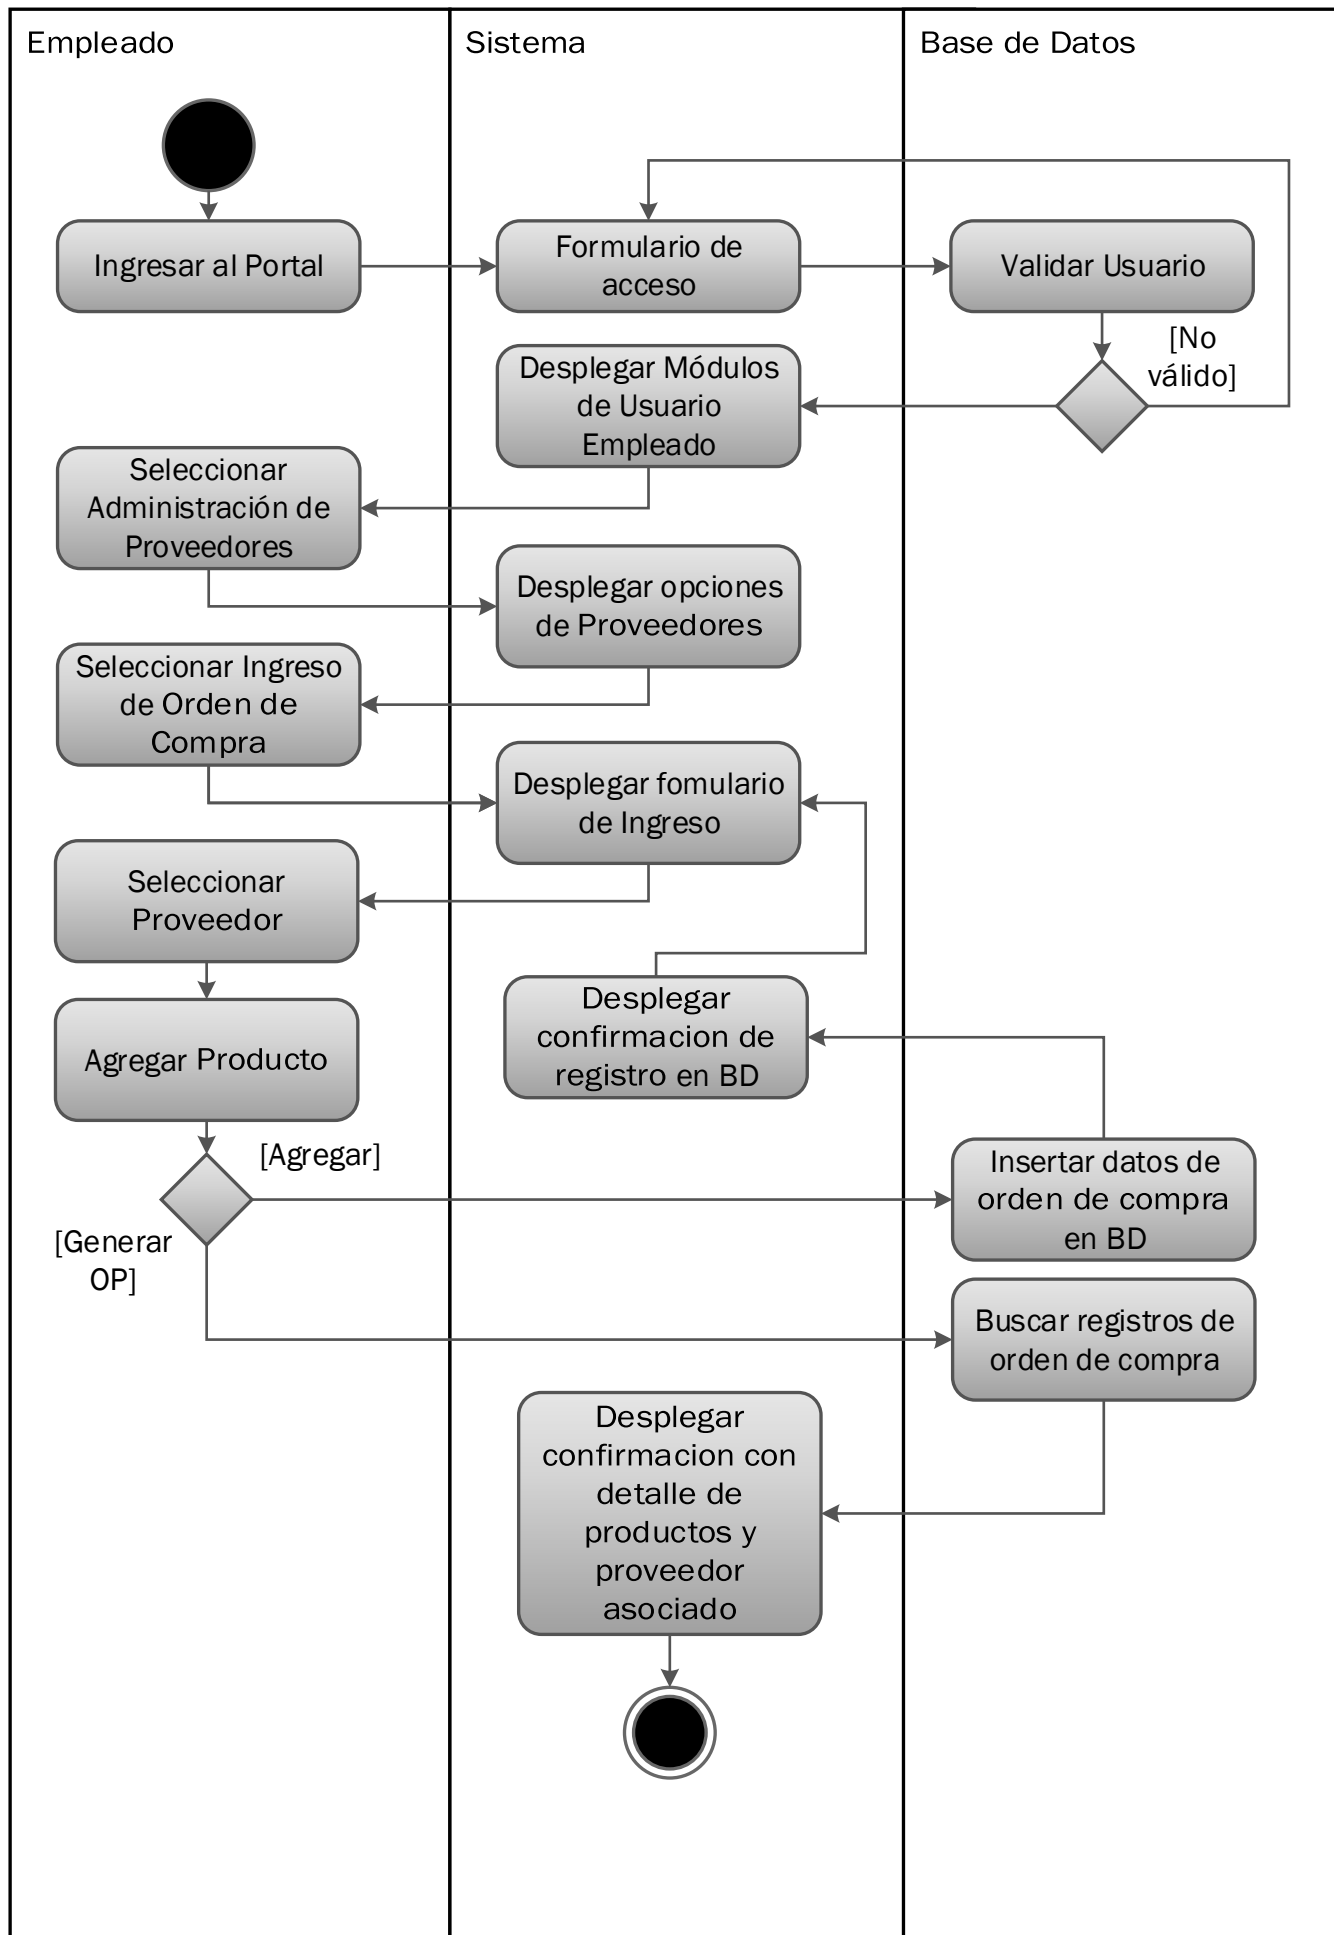 Empleado
Sistema
Base de Datos
Ingresar al Portal
Formulario de
acceso
Validar Usuario
[No
válido]
Desplegar Módulos
de Usuario
Empleado
Seleccionar
Administración de
Proveedores
Desplegar opciones
de Proveedores
Seleccionar Ingreso
de Orden de
Compra
Desplegar fomulario
de Ingreso
Seleccionar
Proveedor
Desplegar
confirmacion de
registro en BD
Agregar Producto
[Agregar]
Insertar datos de
orden de compra
en BD
[Generar
OP]
Buscar registros de
orden de compra
Desplegar
confirmacion con
detalle de
productos y
proveedor
asociado